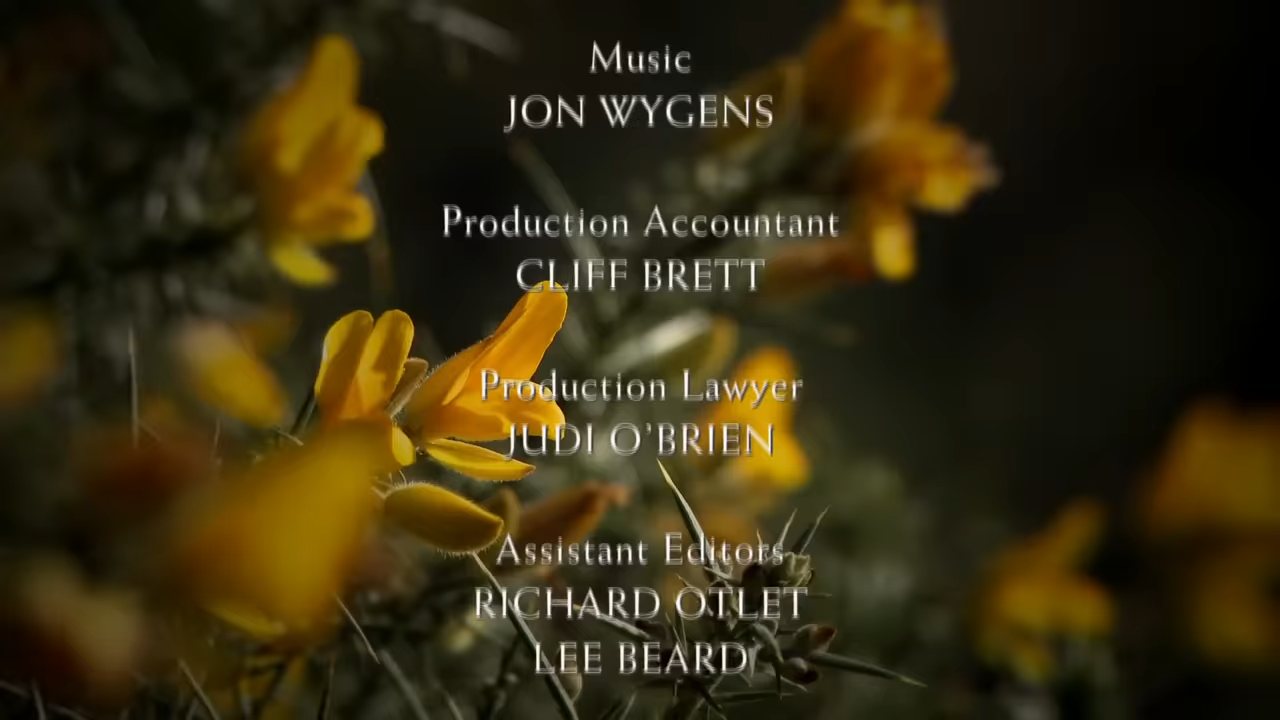 Music
JON WYGENS
Production Accountant
CLIFF BRETT
Production Lawyer
JUDI O'BRIEN
Assistant Editors
RICHARD OTLET
LEE BEARD